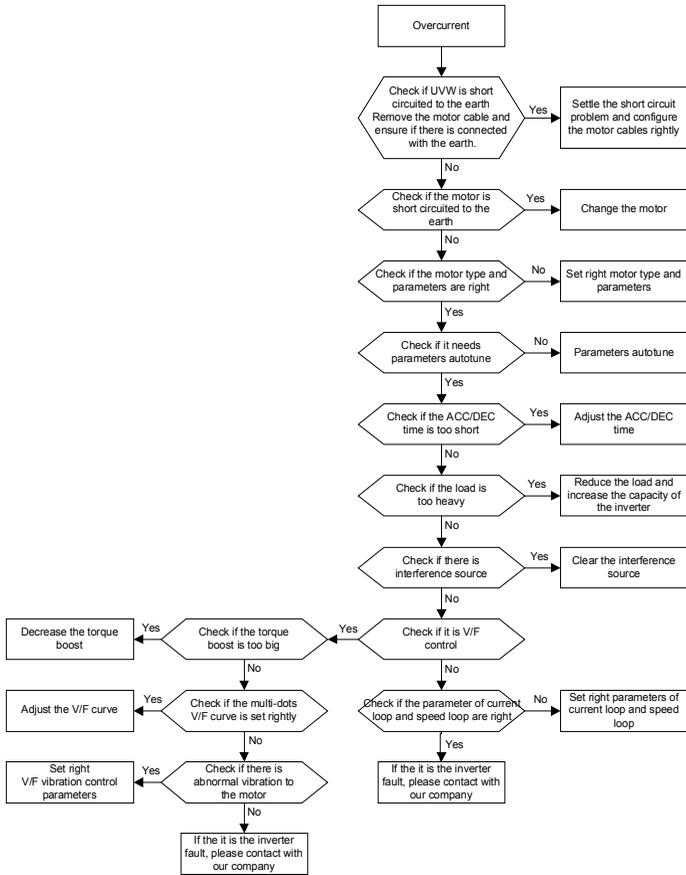 Overcurrent
Check if UVW is short
circuited to the earth
Remove the motor cable and
ensure if there is connected
with the earth.
Yes
Settle the short circuit
problem and configure
the motor cables rightly
No
Check if the motor is
short circuited to the
earth
Yes
Change the motor
No
Check if the motor type and
parameters are right
No
Set right motor type and
parameters
Yes
Check if it needs
parameters autotune
No
Parameters autotune
Yes
Check if the ACC/DEC
time is too short
Yes
Adjust the ACC/DEC
time
No
Check if the load is
too heavy
Yes
Reduce the load and
increase the capacity of
the inverter
No
Check if there is
interference source
Yes
Clear the interference
source
No
Check if it is V/F
control
Yes
Check if the torque
boost is too big
Yes
Decrease the torque
boost
No
Check if the multi-dots
V/F curve is set rightly
Yes
Adjust the V/F curve
No
Check if there is
abnormal vibration to
the motor
Yes
Set right
V/F vibration control
parameters
No
If the it is the inverter
fault, please contact with
our company
No
Check if the parameter of current
loop and speed loop are right
No
Set right parameters of
current loop and speed
loop
Yes
If the it is the inverter
fault, please contact with
our company